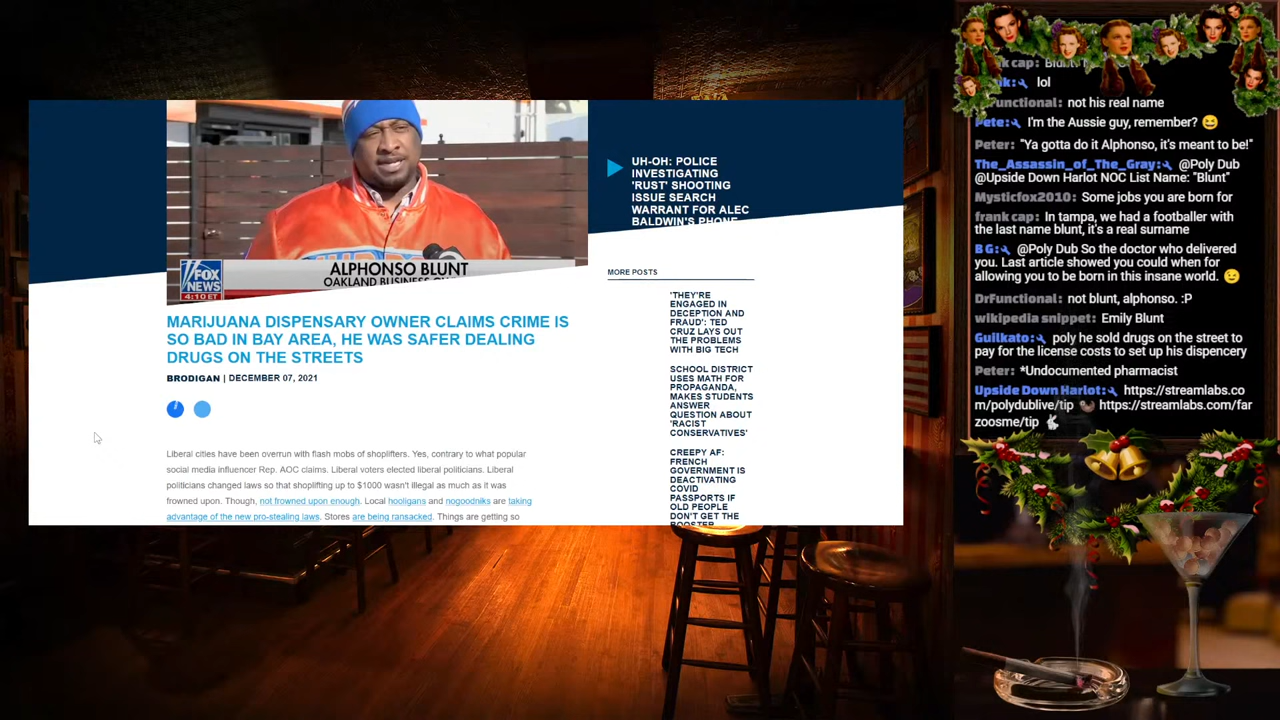 FOX
NEWS
4:10 ET
ALPHONSO BLUNT
MARIJUANA DISPENSARY OWNER CLAIMS CRIME IS
SO BAD IN BAY AREA, HE WAS SAFER DEALING
DRUGS ON THE STREETS
BRODIGAN | DECEMBER 07, 2021
Liberal cities have been overrun with flash mobs of shoplifters. Yes, contrary to what popular
social media influencer Rep. AOC claims. Liberal voters elected liberal politicians. Liberal
politicians changed laws so that shoplifting up to $1000 wasn't illegal as much as it was
frowned upon. Though, not frowned upon enough. Local hooligans and nogoodniks are taking
advantage of the new pro-stealing laws. Stores are being ransacked. Things are getting so
UH-OH: POLICE
INVESTIGATING
'RUST' SHOOTING
ISSUE SEARCH
WARRANT FOR ALEC
BALDWIN'S PHONE
MORE POSTS
'THEY'RE
ENGAGED IN
DECEPTION AND
FRAUD': TED
CRUZ LAYS OUT
THE PROBLEMS
WITH BIG TECH
SCHOOL DISTRICT
USES MATH FOR
PROPAGANDA,
MAKES STUDENTS
ANSWER
QUESTION ABOUT
'RACIST
CONSERVATIVES'
CREEPY AF:
FRENCH
GOVERNMENT IS
DEACTIVATING
COVID
PASSPORTS IF
OLD PEOPLE
DON'T GET THE
BOOSTER
cap:
lol
not his real name
Pete: I'm the Aussie guy, remember? 😆
Peter: "Ya gotta do it Alphonso, it's meant to be!"
The_Assassin_of_The_Gray: @Poly Dub
@Upside Down Harlot NOC List Name: "Blunt"
Mysticfox2010: Some jobs you are born for
frank cap: In tampa, we had a footballer with
the last name blunt, it's a real surname
B G: @Poly Dub So the doctor who delivered
you. Last article showed you could when for
allowing you to be born in this insane world. 😉
DrFunctional: not blunt, alphonso. :P
wikipedia snippet: Emily Blunt
Guilkato: poly he sold drugs on the street to
pay for the license costs to set up his dispencery
Peter: *Undocumented pharmacist
Upside Down Harlot: https://streamlabs.co
m/polydublive/tip https://streamlabs.com/far
zoosme/tip 🐇